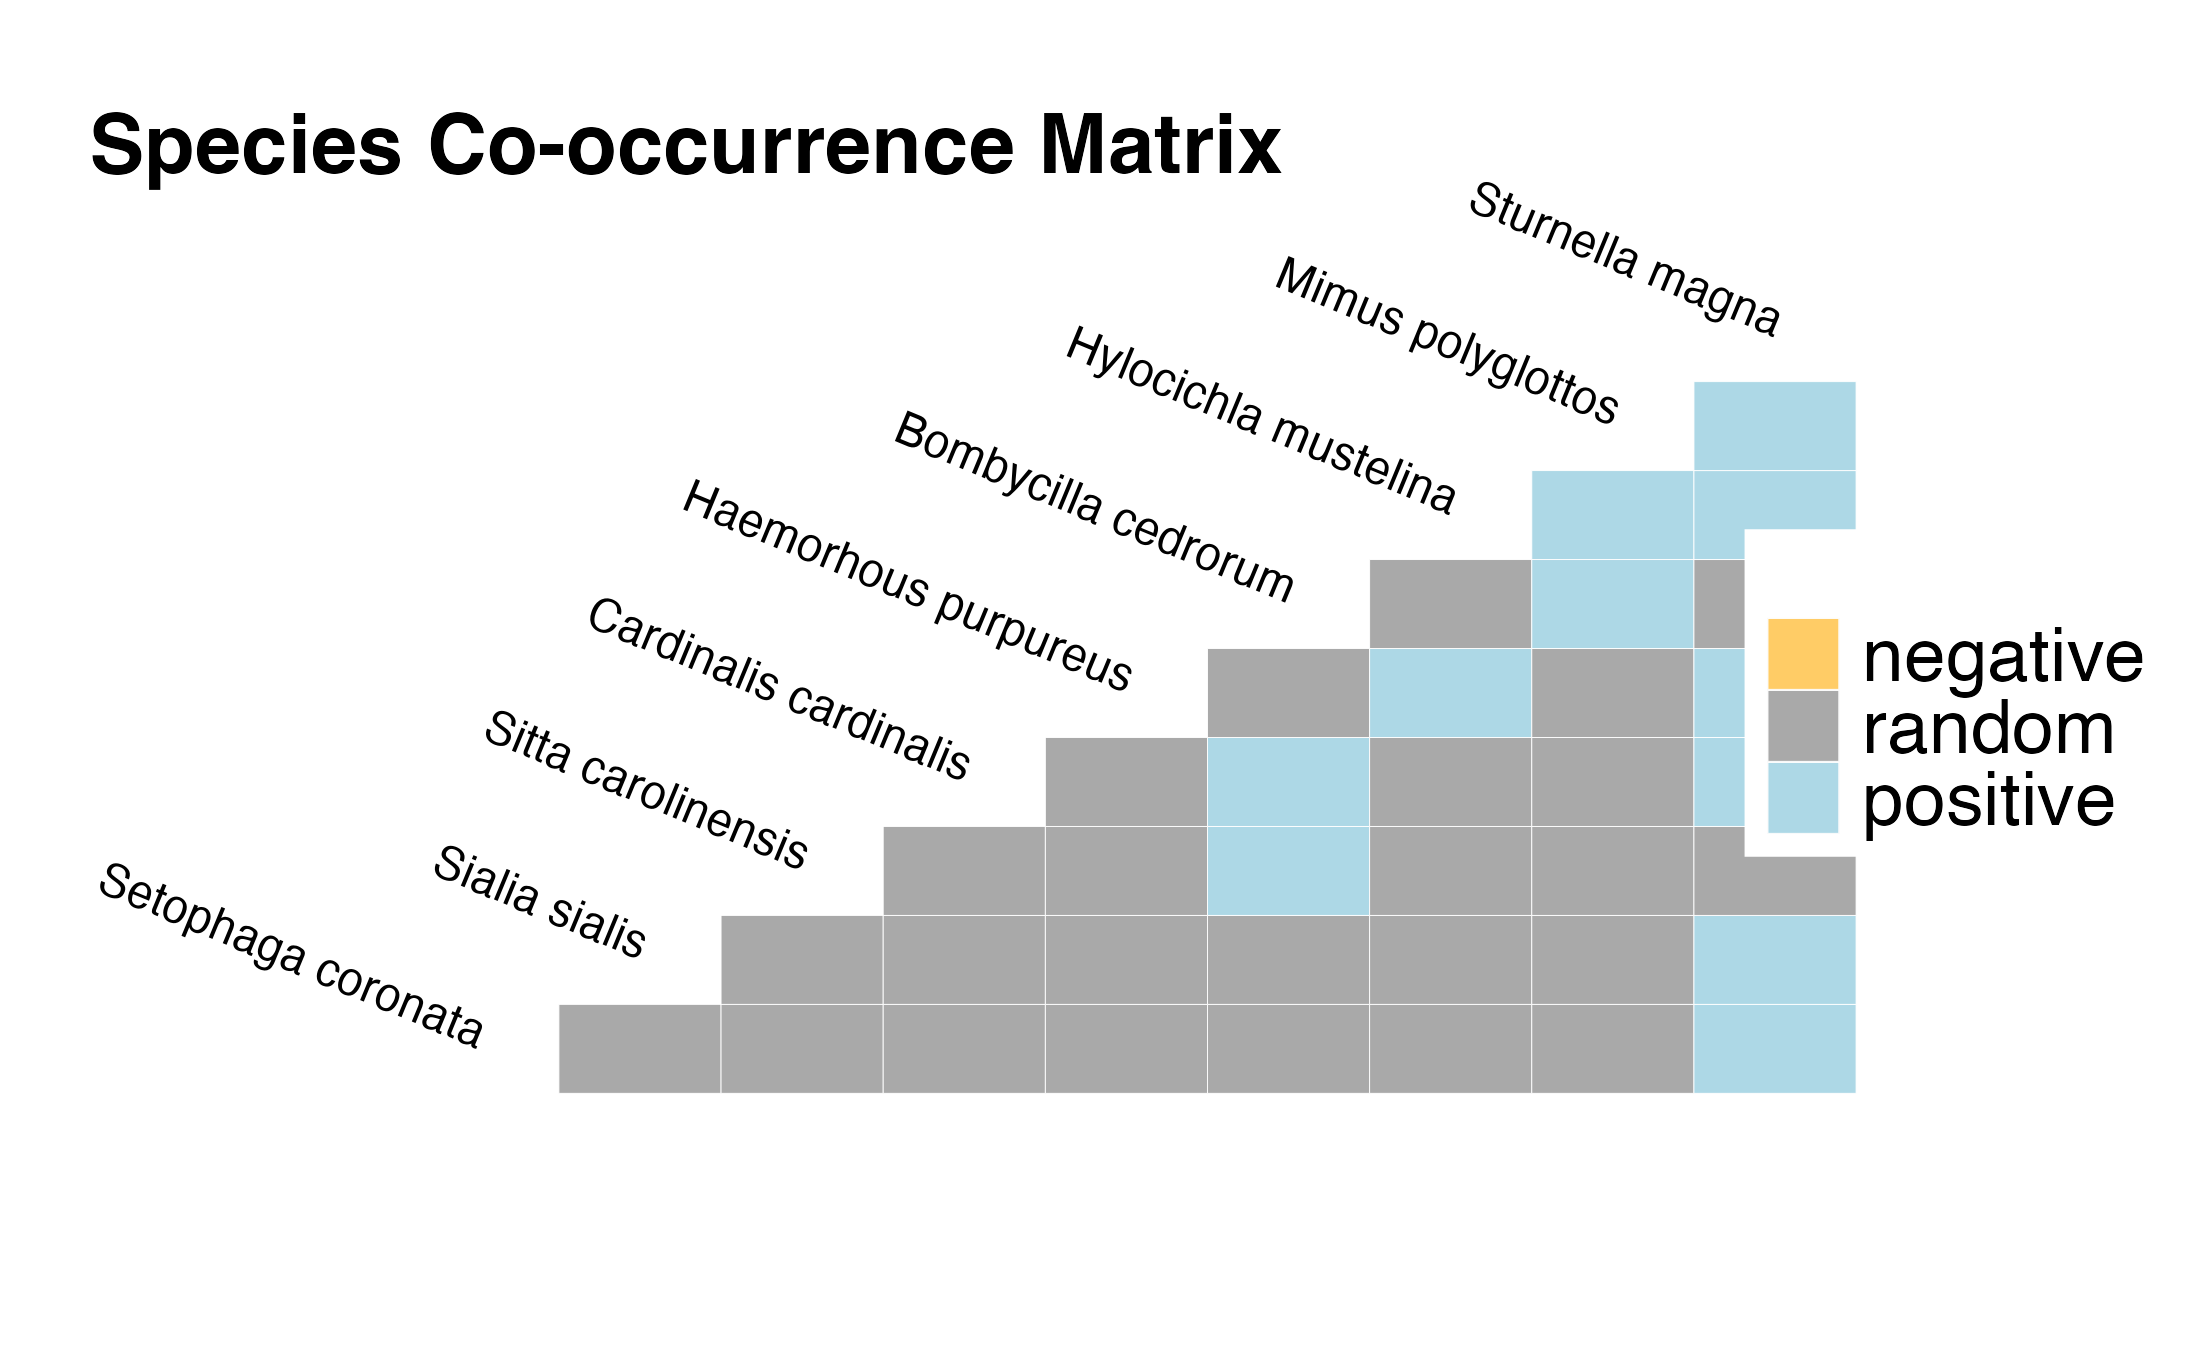 Species Co-occurrence Matrix
Sturnella magna
Mimus polyglottos
Hylocichla mustelina
Bombycilla cedrorum
Haemorhous purpureus
Cardinalis cardinalis
Sitta carolinensis
Sialia sialis
Setophaga coronata
negative
random
positive